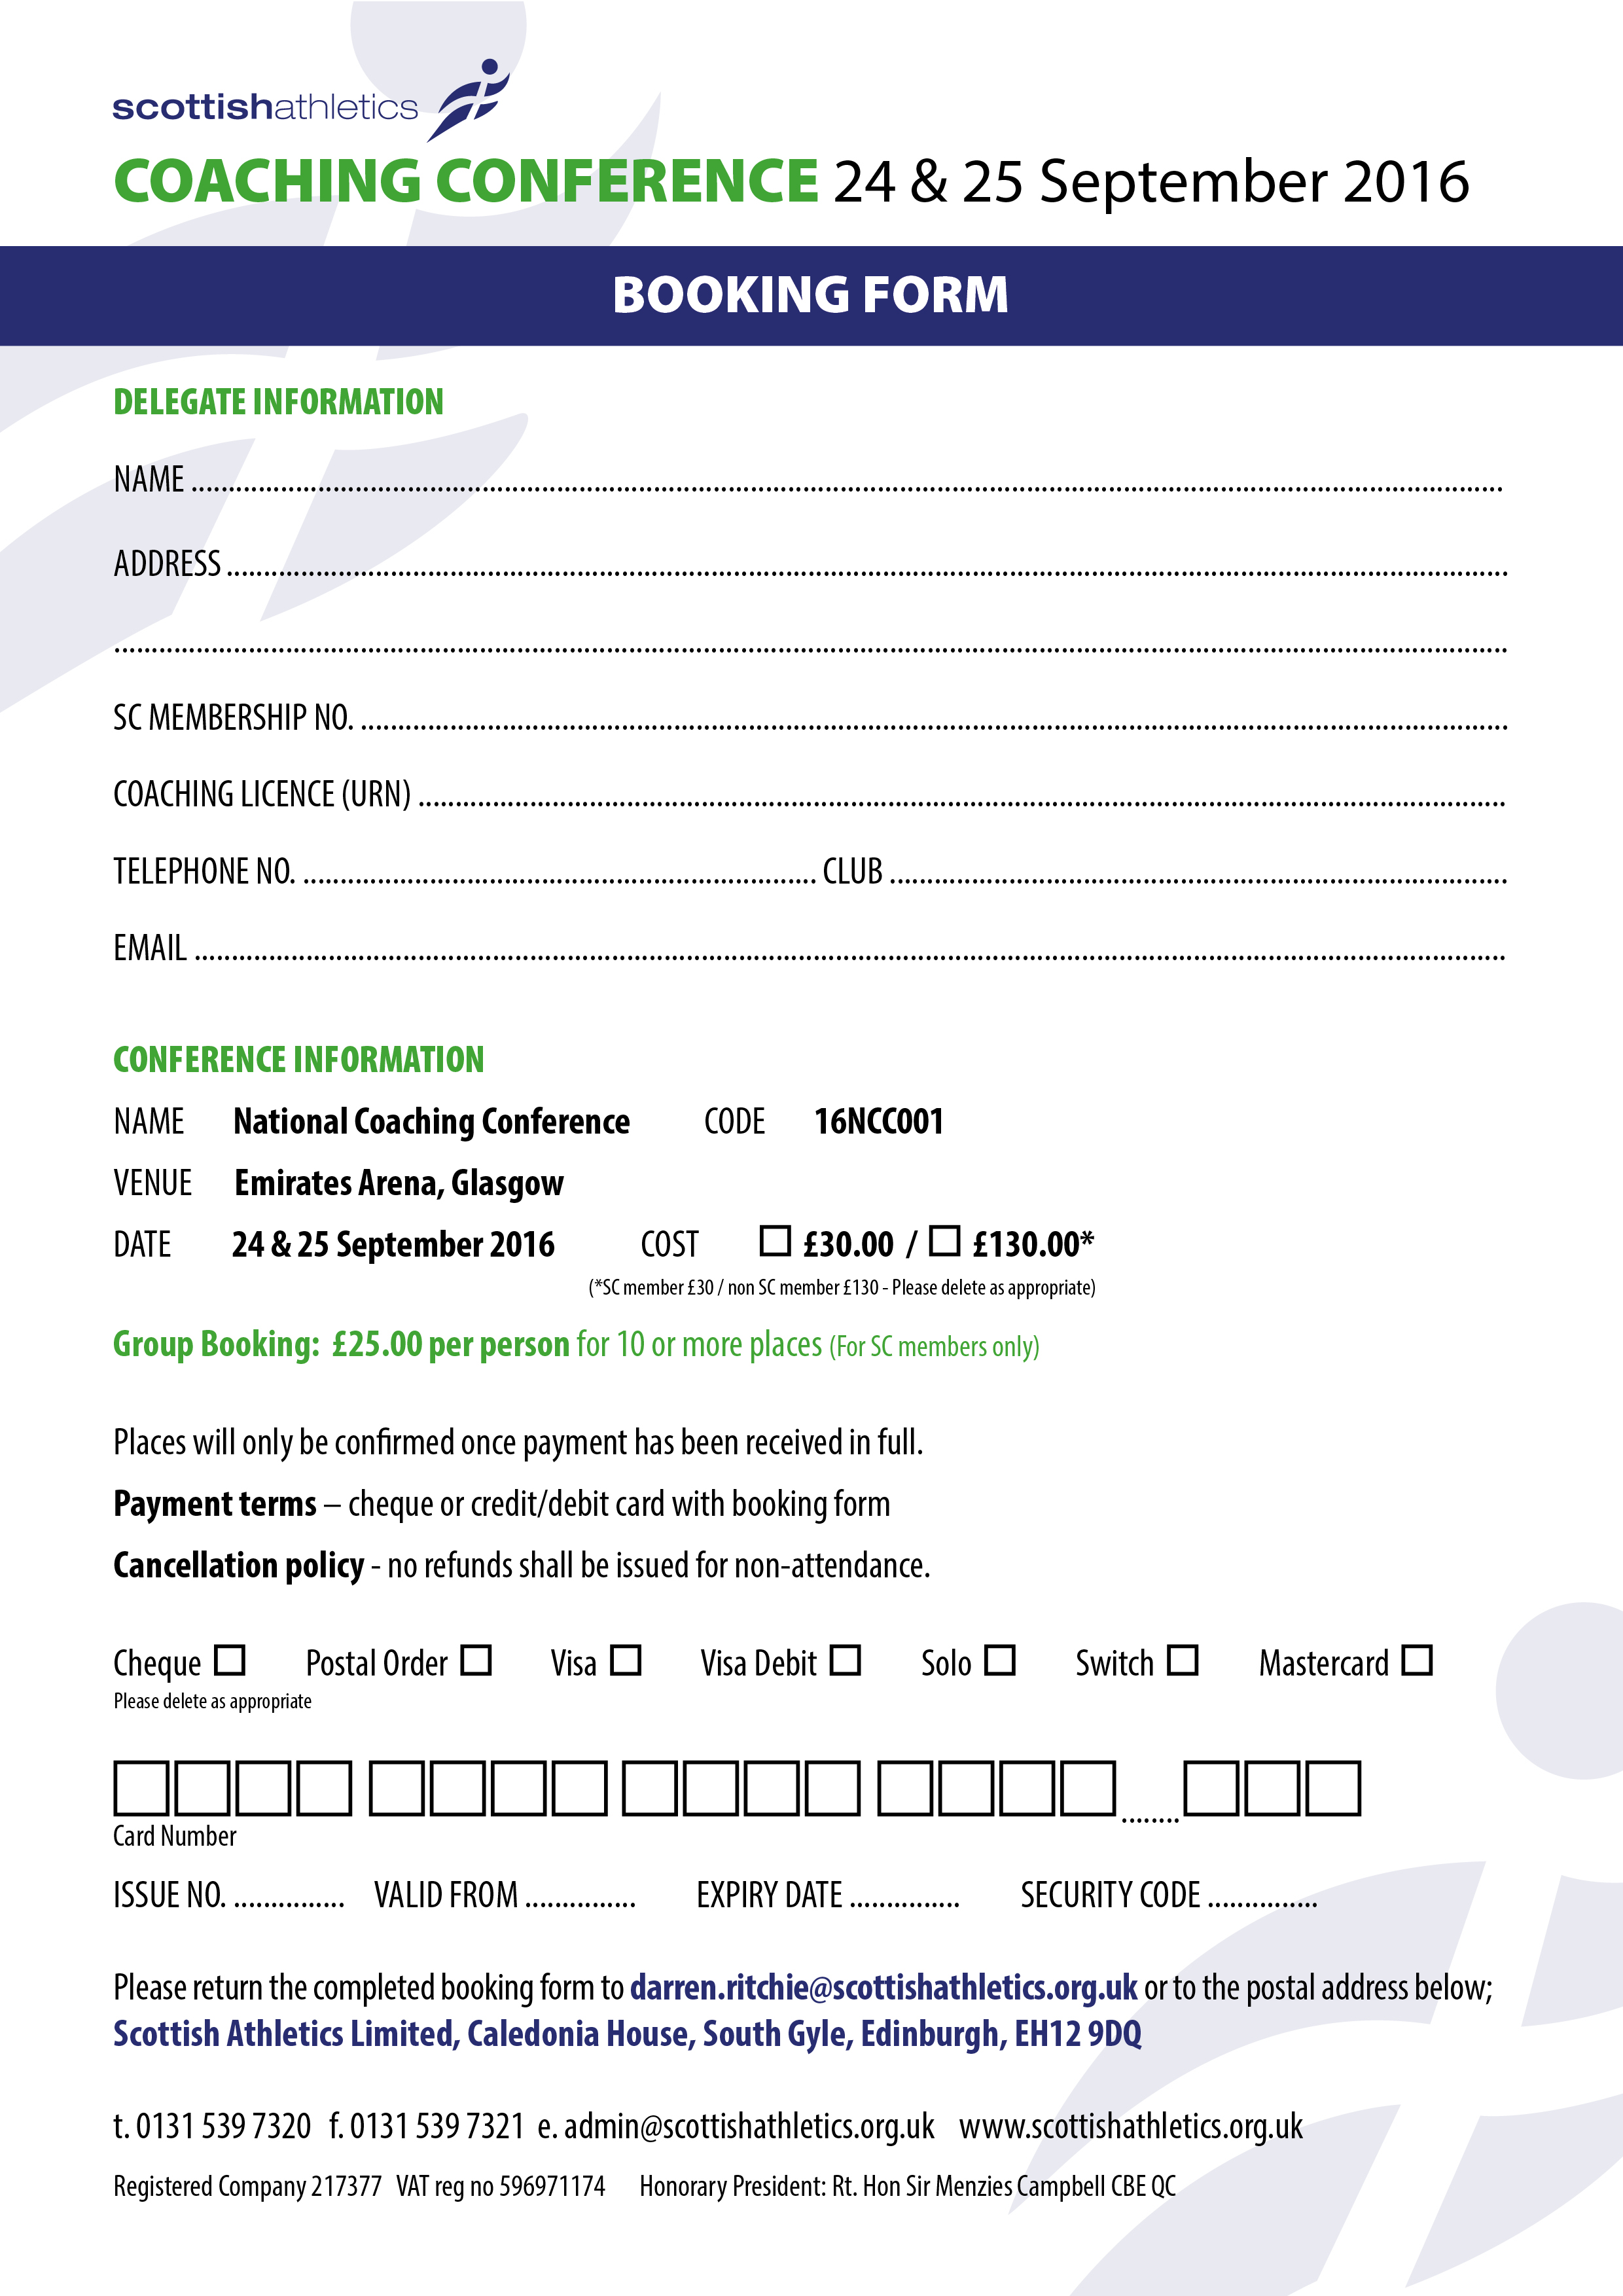 scottishathletics
COACHING CONFERENCE 24 & 25 September 2016
BOOKING FORM
DELEGATE INFORMATION
NAME
ADDRESS
SC MEMBERSHIP NO.
COACHING LICENCE (URN)
TELEPHONE NO. CLUB
EMAIL
CONFERENCE INFORMATION
NAME National Coaching Conference CODE 16NCC001
VENUE Emirates Arena, Glasgow
DATE 24 & 25 September 2016 COST £30.00 / £130.00*
(*SC member £30 / non SC member £130 - Please delete as appropriate)
Group Booking: £25.00 per person for 10 or more places (For SC members only)
Places will only be confirmed once payment has been received in full.
Payment terms – cheque or credit/debit card with booking form
Cancellation policy - no refunds shall be issued for non-attendance.
Cheque Postal Order Visa Visa Debit Solo Switch Mastercard
Please delete as appropriate
Card Number
ISSUE NO. VALID FROM EXPIRY DATE SECURITY CODE
Please return the completed booking form to darren.ritchie@scottishathletics.org.uk or to the postal address below;
Scottish Athletics Limited, Caledonia House, South Gyle, Edinburgh, EH12 9DQ
t. 0131 539 7320 f. 0131 539 7321 e. admin@scottishathletics.org.uk www.scottishathletics.org.uk
Registered Company 217377 VAT reg no 596971174 Honorary President: Rt. Hon Sir Menzies Campbell CBE QC